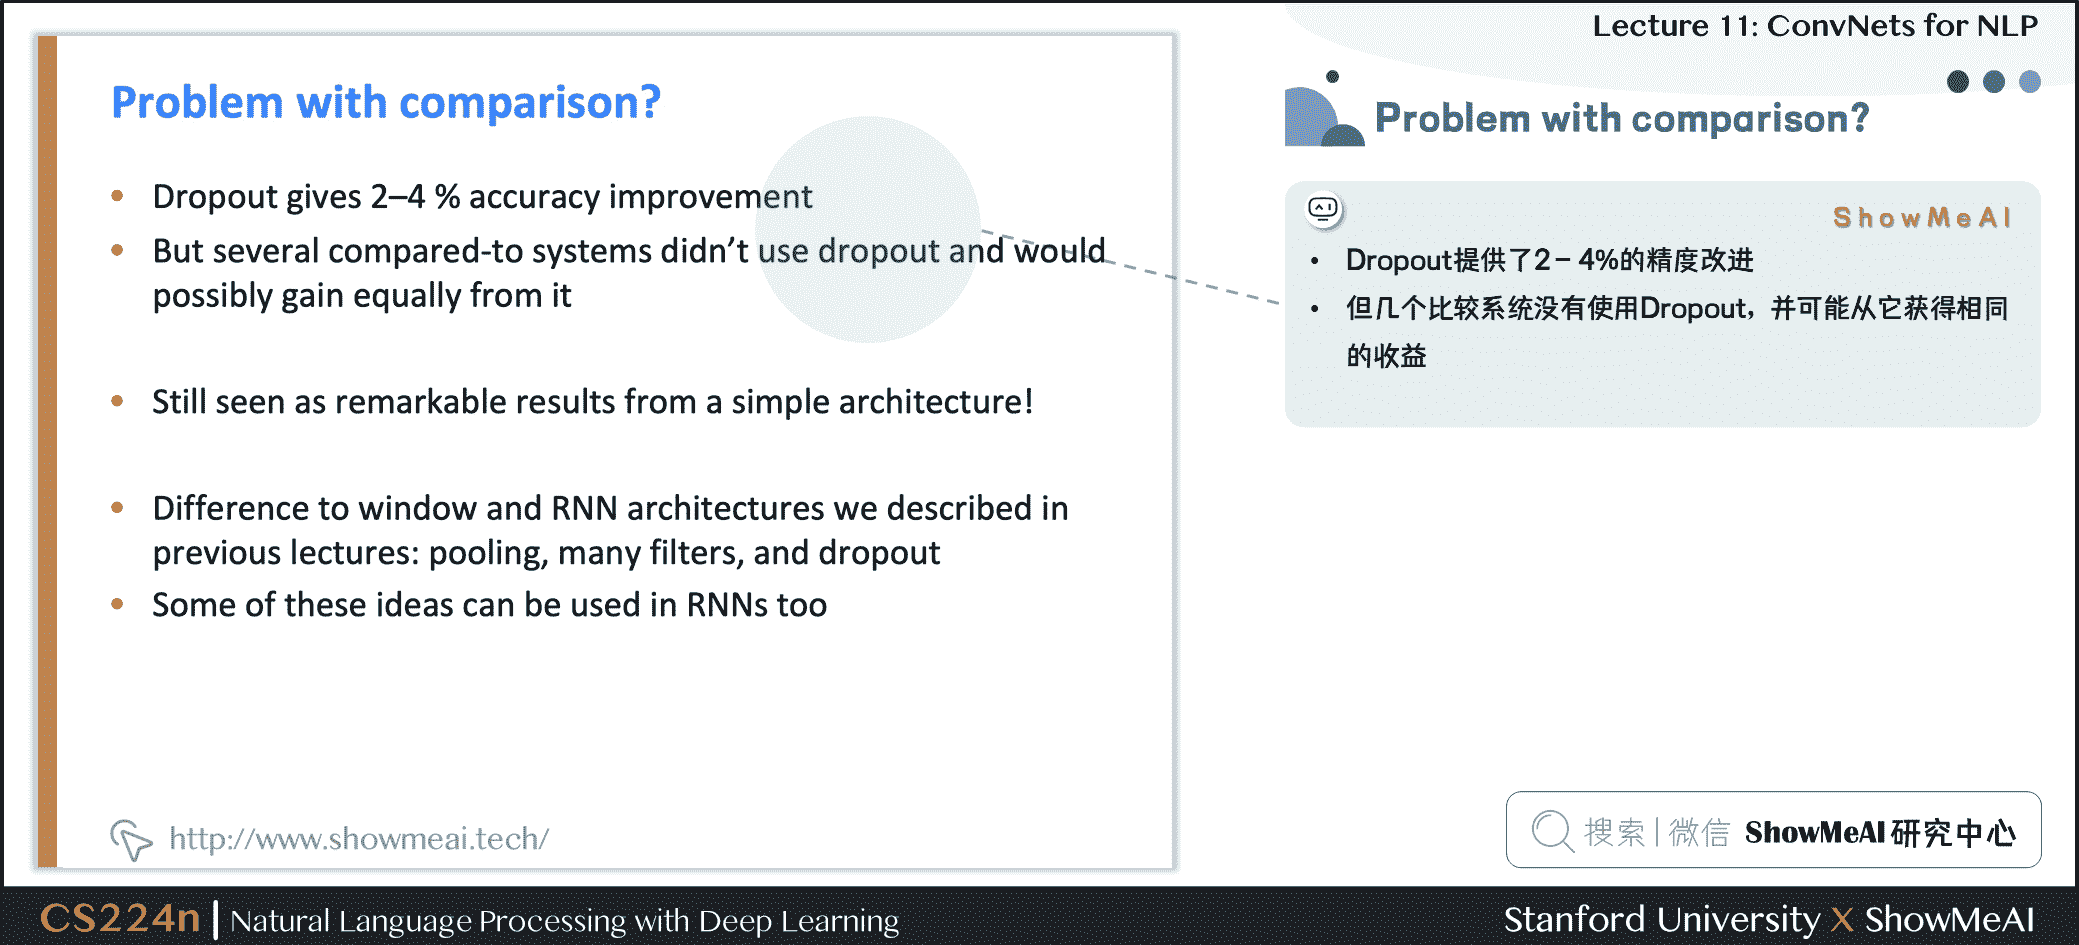 Lecture 11: ConvNets for NLP
Problem with comparison?
• Dropout gives 2–4 % accuracy improvement
• But several compared-to systems didn’t use dropout and would
possibly gain equally from it
• Still seen as remarkable results from a simple architecture!
• Difference to window and RNN architectures we described in
previous lectures: pooling, many filters, and dropout
• Some of these ideas can be used in RNNs too
http://www.showmeai.tech/
Problem with comparison?
ShowMeAI
• Dropout提供了2-4%的精度改进
• 但几个比较系统没有使用Dropout，并可能从它获得相同
的收益
搜索|微信 ShowMeAI研究中心
CS224n | Natural Language Processing with Deep Learning
Stanford University X ShowMeAI